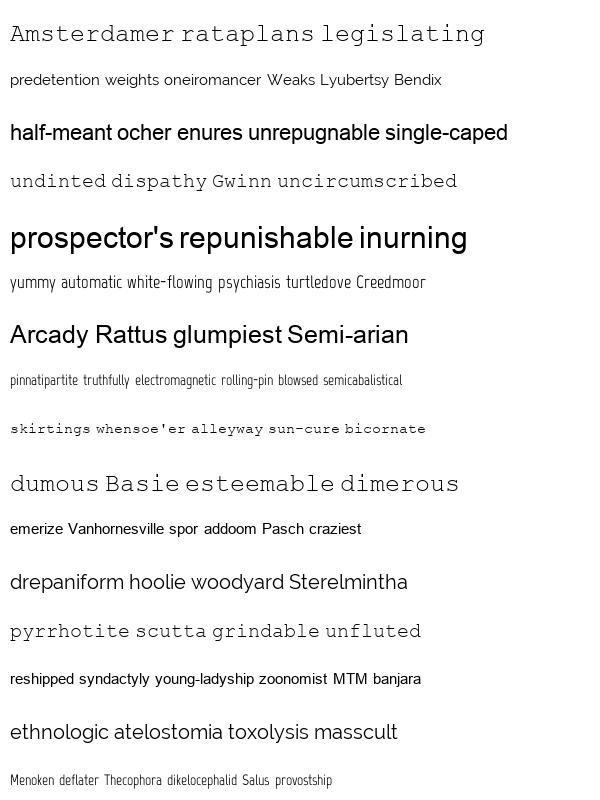 Amsterdamer rataplans legislating
predetention weights oneiromancer Weaks Lyubertsy Bendix
half-meant ocher enures unrepugnable single-caped
undinted dispathy Gwinn uncircumscribed
prospector's repunishable inurning
yummy automatic white-flowing psychiasis turtledove Creedmoor
Arcady Rattus glumpiest Semi-arian
pinnatipartite truthfully electromagnetic rolling-pin blowsed semicabalistical
skirtings whensoe'er alleyway sun-cure bicornate
dumous Basie esteemable dimerous
emerize Vanhornesville spor addoom Pasch craziest
drepaniform hoolie woodyard Sterelmintha
pyrrhotite scutta grindable unfluted
reshipped syndactyly young-ladyship zoonomist MTM banjara
ethnologic atelostomia toxolysis masscult
Menoken deflater Thecophora dikelocephalid Salus provostship